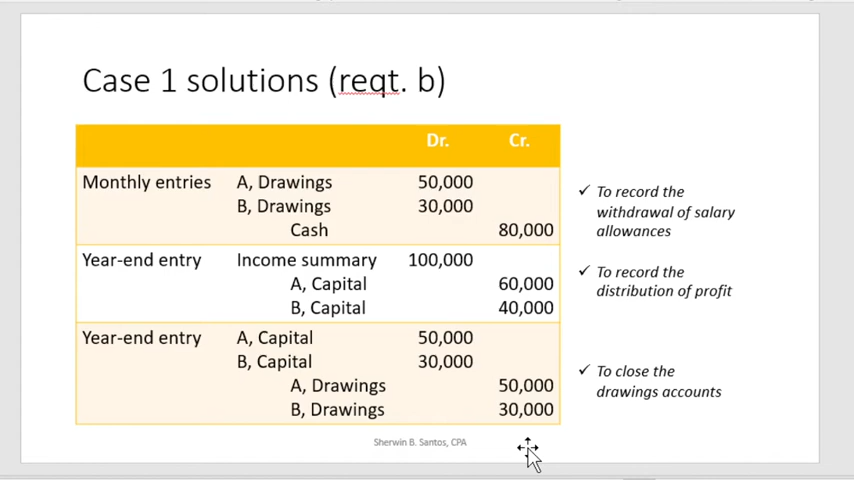 Case 1 solutions (reqt. b)
Dr. Cr.
Monthly entries A, Drawings 50,000
B, Drawings 30,000
Cash 80,000
Year-end entry Income summary 100,000
A, Capital 60,000
B, Capital 40,000
Year-end entry A, Capital 50,000
B, Capital 30,000
A, Drawings 50,000
B, Drawings 30,000
✓ To record the
withdrawal of salary
allowances
✓ To record the
distribution of profit
✓ To close the
drawings accounts
Sherwin B. Santos, CPA